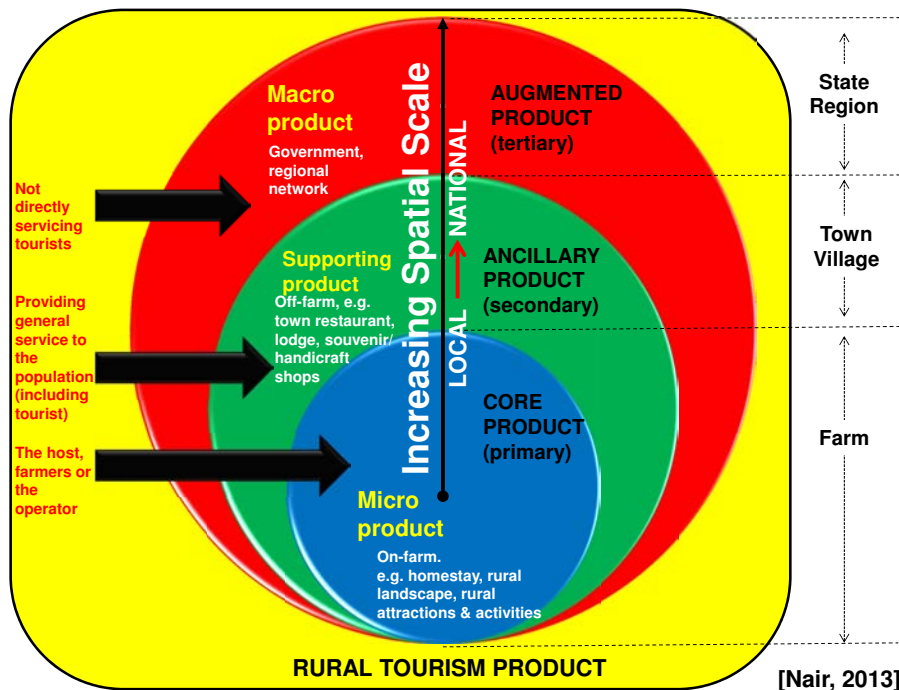 Macro
product
Government,
regional
network
AUGMENTED
PRODUCT
(tertiary)
State
Region
Increasing Spatial Scale
LOCAL
NATIONAL
Not
directly
servicing
tourists
Supporting
product
Off-farm, e.g.
town restaurant,
lodge, souvenir/
handicraft
shops
ANCILLARY
PRODUCT
(secondary)
Town
Village
Providing
general
service to
the
population
(including
tourist)
CORE
PRODUCT
(primary)
Farm
The host,
farmers or
the
operator
Micro
product
On-farm.
e.g. homestay, rural
landscape, rural
attractions & activities
RURAL TOURISM PRODUCT
[Nair, 2013]